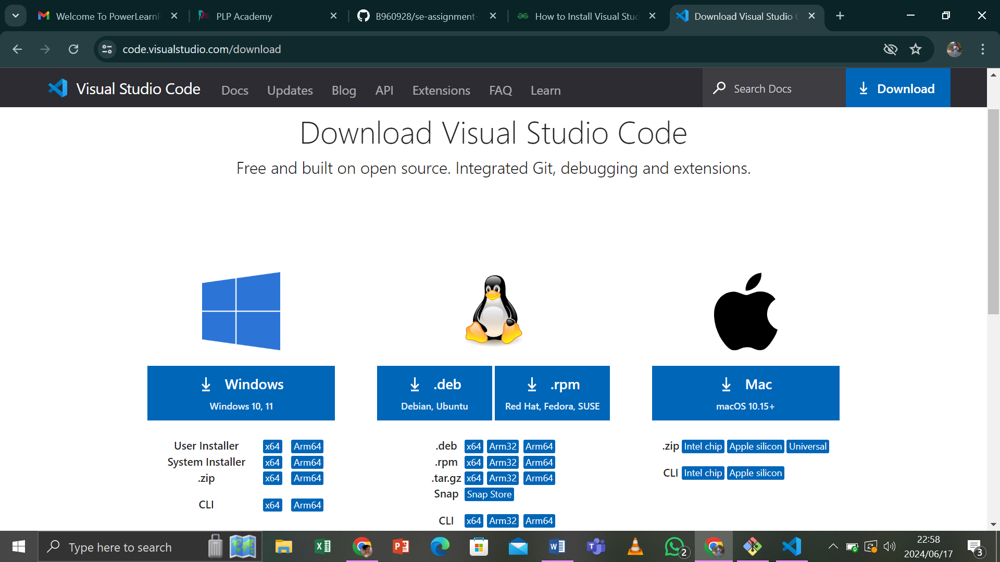 Welcome To PowerLearnP
PLP Academy
B960928/se-assignment-
How to Install Visual Stud
Download Visual Studio C
code.visualstudio.com/download
Visual Studio Code
Docs
Updates
Blog
API
Extensions
FAQ
Learn
Search Docs
Download
Download Visual Studio Code
Free and built on open source. Integrated Git, debugging and extensions.
Windows
Windows 10, 11
.deb
Debian, Ubuntu
.rpm
Red Hat, Fedora, SUSE
Mac
macOS 10.15+
User Installer x64 Arm64
System Installer x64 Arm64
.zip x64 Arm64
CLI x64 Arm64
.deb x64 Arm32 Arm64
.rpm x64 Arm32 Arm64
.tar.gz x64 Arm32 Arm64
Snap Snap Store
CLI x64 Arm32 Arm64
.zip Intel chip Apple silicon Universal
CLI Intel chip Apple silicon
Type here to search
2
22:58
2024/06/17
3